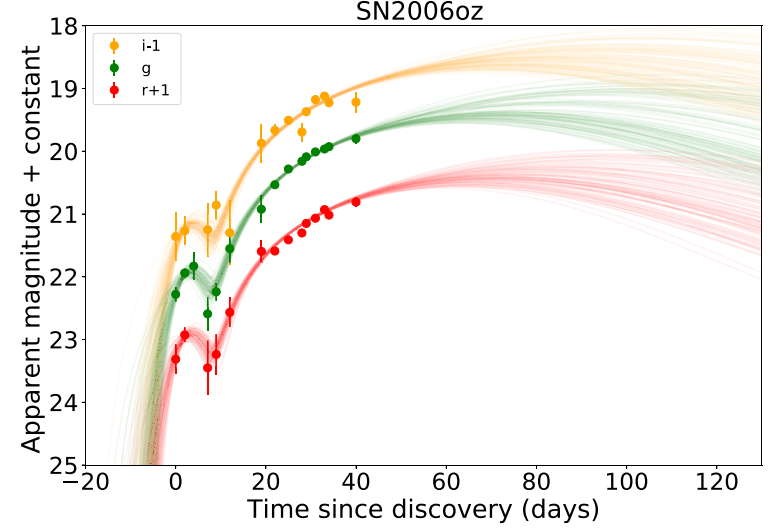 SN2006oz
i-1
g
r+1
18
19
20
21
22
23
24
25
Apparent magnitude + constant
−20 0 20 40 60 80 100 120
Time since discovery (days)